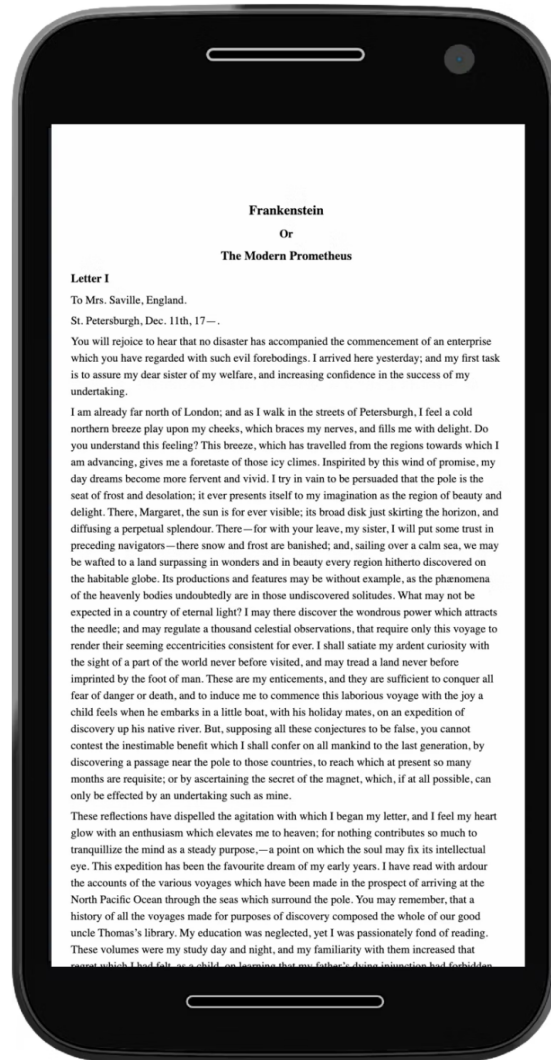 Frankenstein
Or
The Modern Prometheus
Letter I
To Mrs. Saville, England.
St. Petersburgh, Dec. 11th, 17—.
You will rejoice to hear that no disaster has accompanied the commencement of an enterprise
which you have regarded with such evil forebodings. I arrived here yesterday; and my first task
is to assure my dear sister of my welfare, and increasing confidence in the success of my
undertaking.
I am already far north of London; and as I walk in the streets of Petersburgh, I feel a cold
northern breeze play upon my cheeks, which braces my nerves, and fills me with delight. Do
you understand this feeling? This breeze, which has travelled from the regions towards which I
am advancing, gives me a foretaste of those icy climes. Inspirited by this wind of promise, my
day dreams become more fervent and vivid. I try in vain to be persuaded that the pole is the
seat of frost and desolation; it ever presents itself to my imagination as the region of beauty and
delight. There, Margaret, the sun is for ever visible; its broad disk just skirting the horizon, and
diffusing a perpetual splendour. There—for with your leave, my sister, I will put some trust in
preceding navigators—there snow and frost are banished; and, sailing over a calm sea, we may
be wafted to a land surpassing in wonders and in beauty every region hitherto discovered on
the habitable globe. Its productions and features may be without example, as the phænomena
of the heavenly bodies undoubtedly are in those undiscovered solitudes. What may not be
expected in a country of eternal light? I may there discover the wondrous power which attracts
the needle; and may regulate a thousand celestial observations, that require only this voyage to
render their seeming eccentricities consistent for ever. I shall satiate my ardent curiosity with
the sight of a part of the world never before visited, and may tread a land never before
imprinted by the foot of man. These are my enticements, and they are sufficient to conquer all
fear of danger or death, and to induce me to commence this laborious voyage with the joy a
child feels when he embarks in a little boat, with his holiday mates, on an expedition of
discovery up his native river. But, supposing all these conjectures to be false, you cannot
contest the inestimable benefit which I shall confer on all mankind to the last generation, by
discovering a passage near the pole to those countries, to reach which at present so many
months are requisite; or by ascertaining the secret of the magnet, which, if at all possible, can
only be effected by an undertaking such as mine.
These reflections have dispelled the agitation with which I began my letter, and I feel my heart
glow with an enthusiasm which elevates me to heaven; for nothing contributes so much to
tranquillize the mind as a steady purpose,—a point on which the soul may fix its intellectual
eye. This expedition has been the favourite dream of my early years. I have read with ardour
the accounts of the various voyages which have been made in the prospect of arriving at the
North Pacific Ocean through the seas which surround the pole. You may remember, that a
history of all the voyages made for purposes of discovery composed the whole of our good
uncle Thomas's library. My education was neglected, yet I was passionately fond of reading.
These volumes were my study day and night, and my familiarity with them increased that
regret which I had felt, as a child, on learning that my father's dying injunction had forbidden